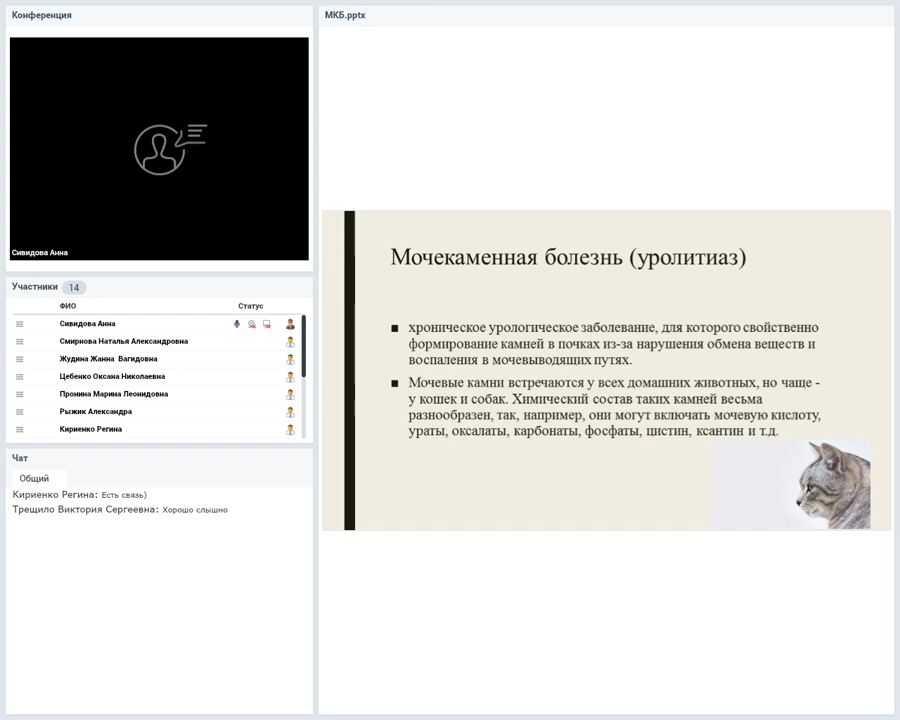 Конференция
Сивидова Анна
Участники 14
ФИО Статус
Сивидова Анна
Смирнова Наталья Александровна
Жудина Жанна Вагидовна
Цебенко Оксана Николаевна
Пронина Марина Леонидовна
Рыжик Александра
Кириенко Регина
Чат
Общий
Кириенко Регина: Есть связь)
Трещило Виктория Сергеевна: Хорошо слышно
МКБ.pptx
Мочекаменная болезнь (уролитиаз)
■ хроническое урологическое заболевание, для которого свойственно
формирование камней в почках из-за нарушения обмена веществ и
воспаления в мочевыводящих путях.
■ Мочевые камни встречаются у всех домашних животных, но чаще -
у кошек и собак. Химический состав таких камней весьма
разнообразен, так, например, они могут включать мочевую кислоту,
ураты, оксалаты, карбонаты, фосфаты, цистин, ксантин и т.д.